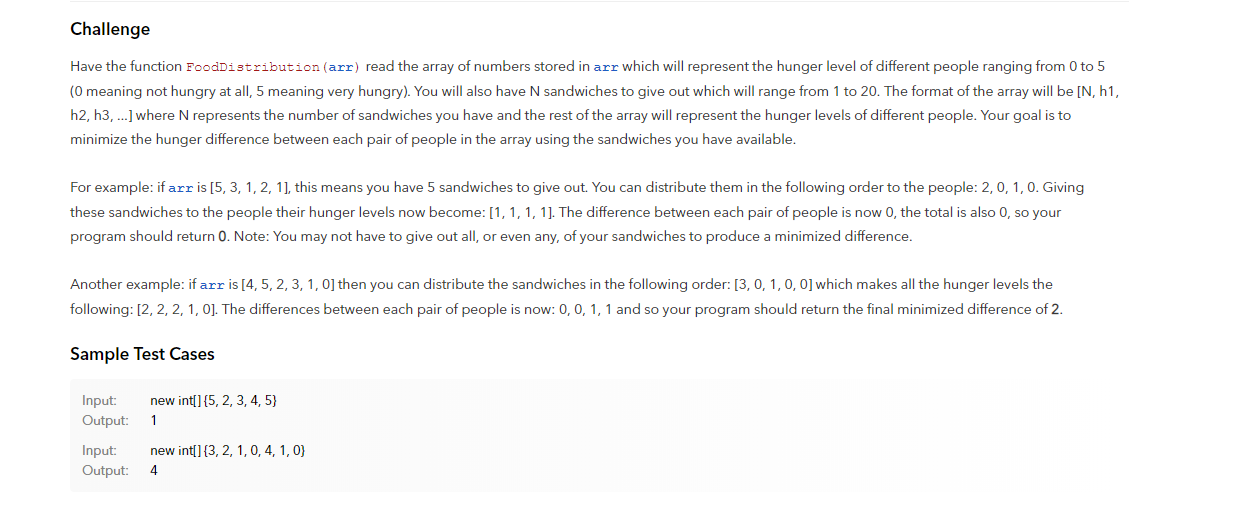 Challenge
Have the function FoodDistribution(arr) read the array of numbers stored in arr which will represent the hunger level of different people ranging from 0 to 5
(0 meaning not hungry at all, 5 meaning very hungry). You will also have N sandwiches to give out which will range from 1 to 20. The format of the array will be [N, h1,
h2, h3, ...] where N represents the number of sandwiches you have and the rest of the array will represent the hunger levels of different people. Your goal is to
minimize the hunger difference between each pair of people in the array using the sandwiches you have available.
For example: if arr is [5, 3, 1, 2, 1], this means you have 5 sandwiches to give out. You can distribute them in the following order to the people: 2, 0, 1, 0. Giving
these sandwiches to the people their hunger levels now become: [1, 1, 1, 1]. The difference between each pair of people is now 0, the total is also 0, so your
program should return 0. Note: You may not have to give out all, or even any, of your sandwiches to produce a minimized difference.
Another example: if arr is [4, 5, 2, 3, 1, 0] then you can distribute the sandwiches in the following order: [3, 0, 1, 0, 0] which makes all the hunger levels the
following: [2, 2, 2, 1, 0]. The differences between each pair of people is now: 0, 0, 1, 1 and so your program should return the final minimized difference of 2.
Sample Test Cases
Input: new int[] {5, 2, 3, 4, 5}
Output: 1
Input: new int[] {3, 2, 1, 0, 4, 1, 0}
Output: 4